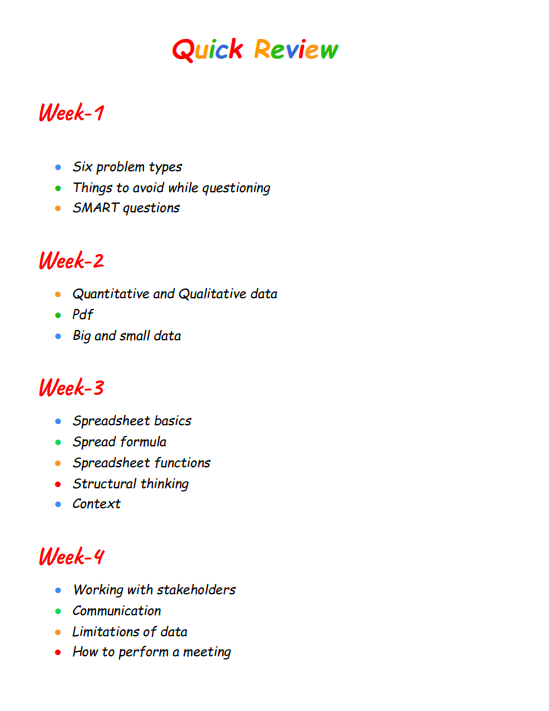 Quick Review
Week-1
Six problem types
Things to avoid while questioning
SMART questions
Week-2
Quantitative and Qualitative data
Pdf
Big and small data
Week-3
Spreadsheet basics
Spread formula
Spreadsheet functions
Structural thinking
Context
Week-4
Working with stakeholders
Communication
Limitations of data
How to perform a meeting